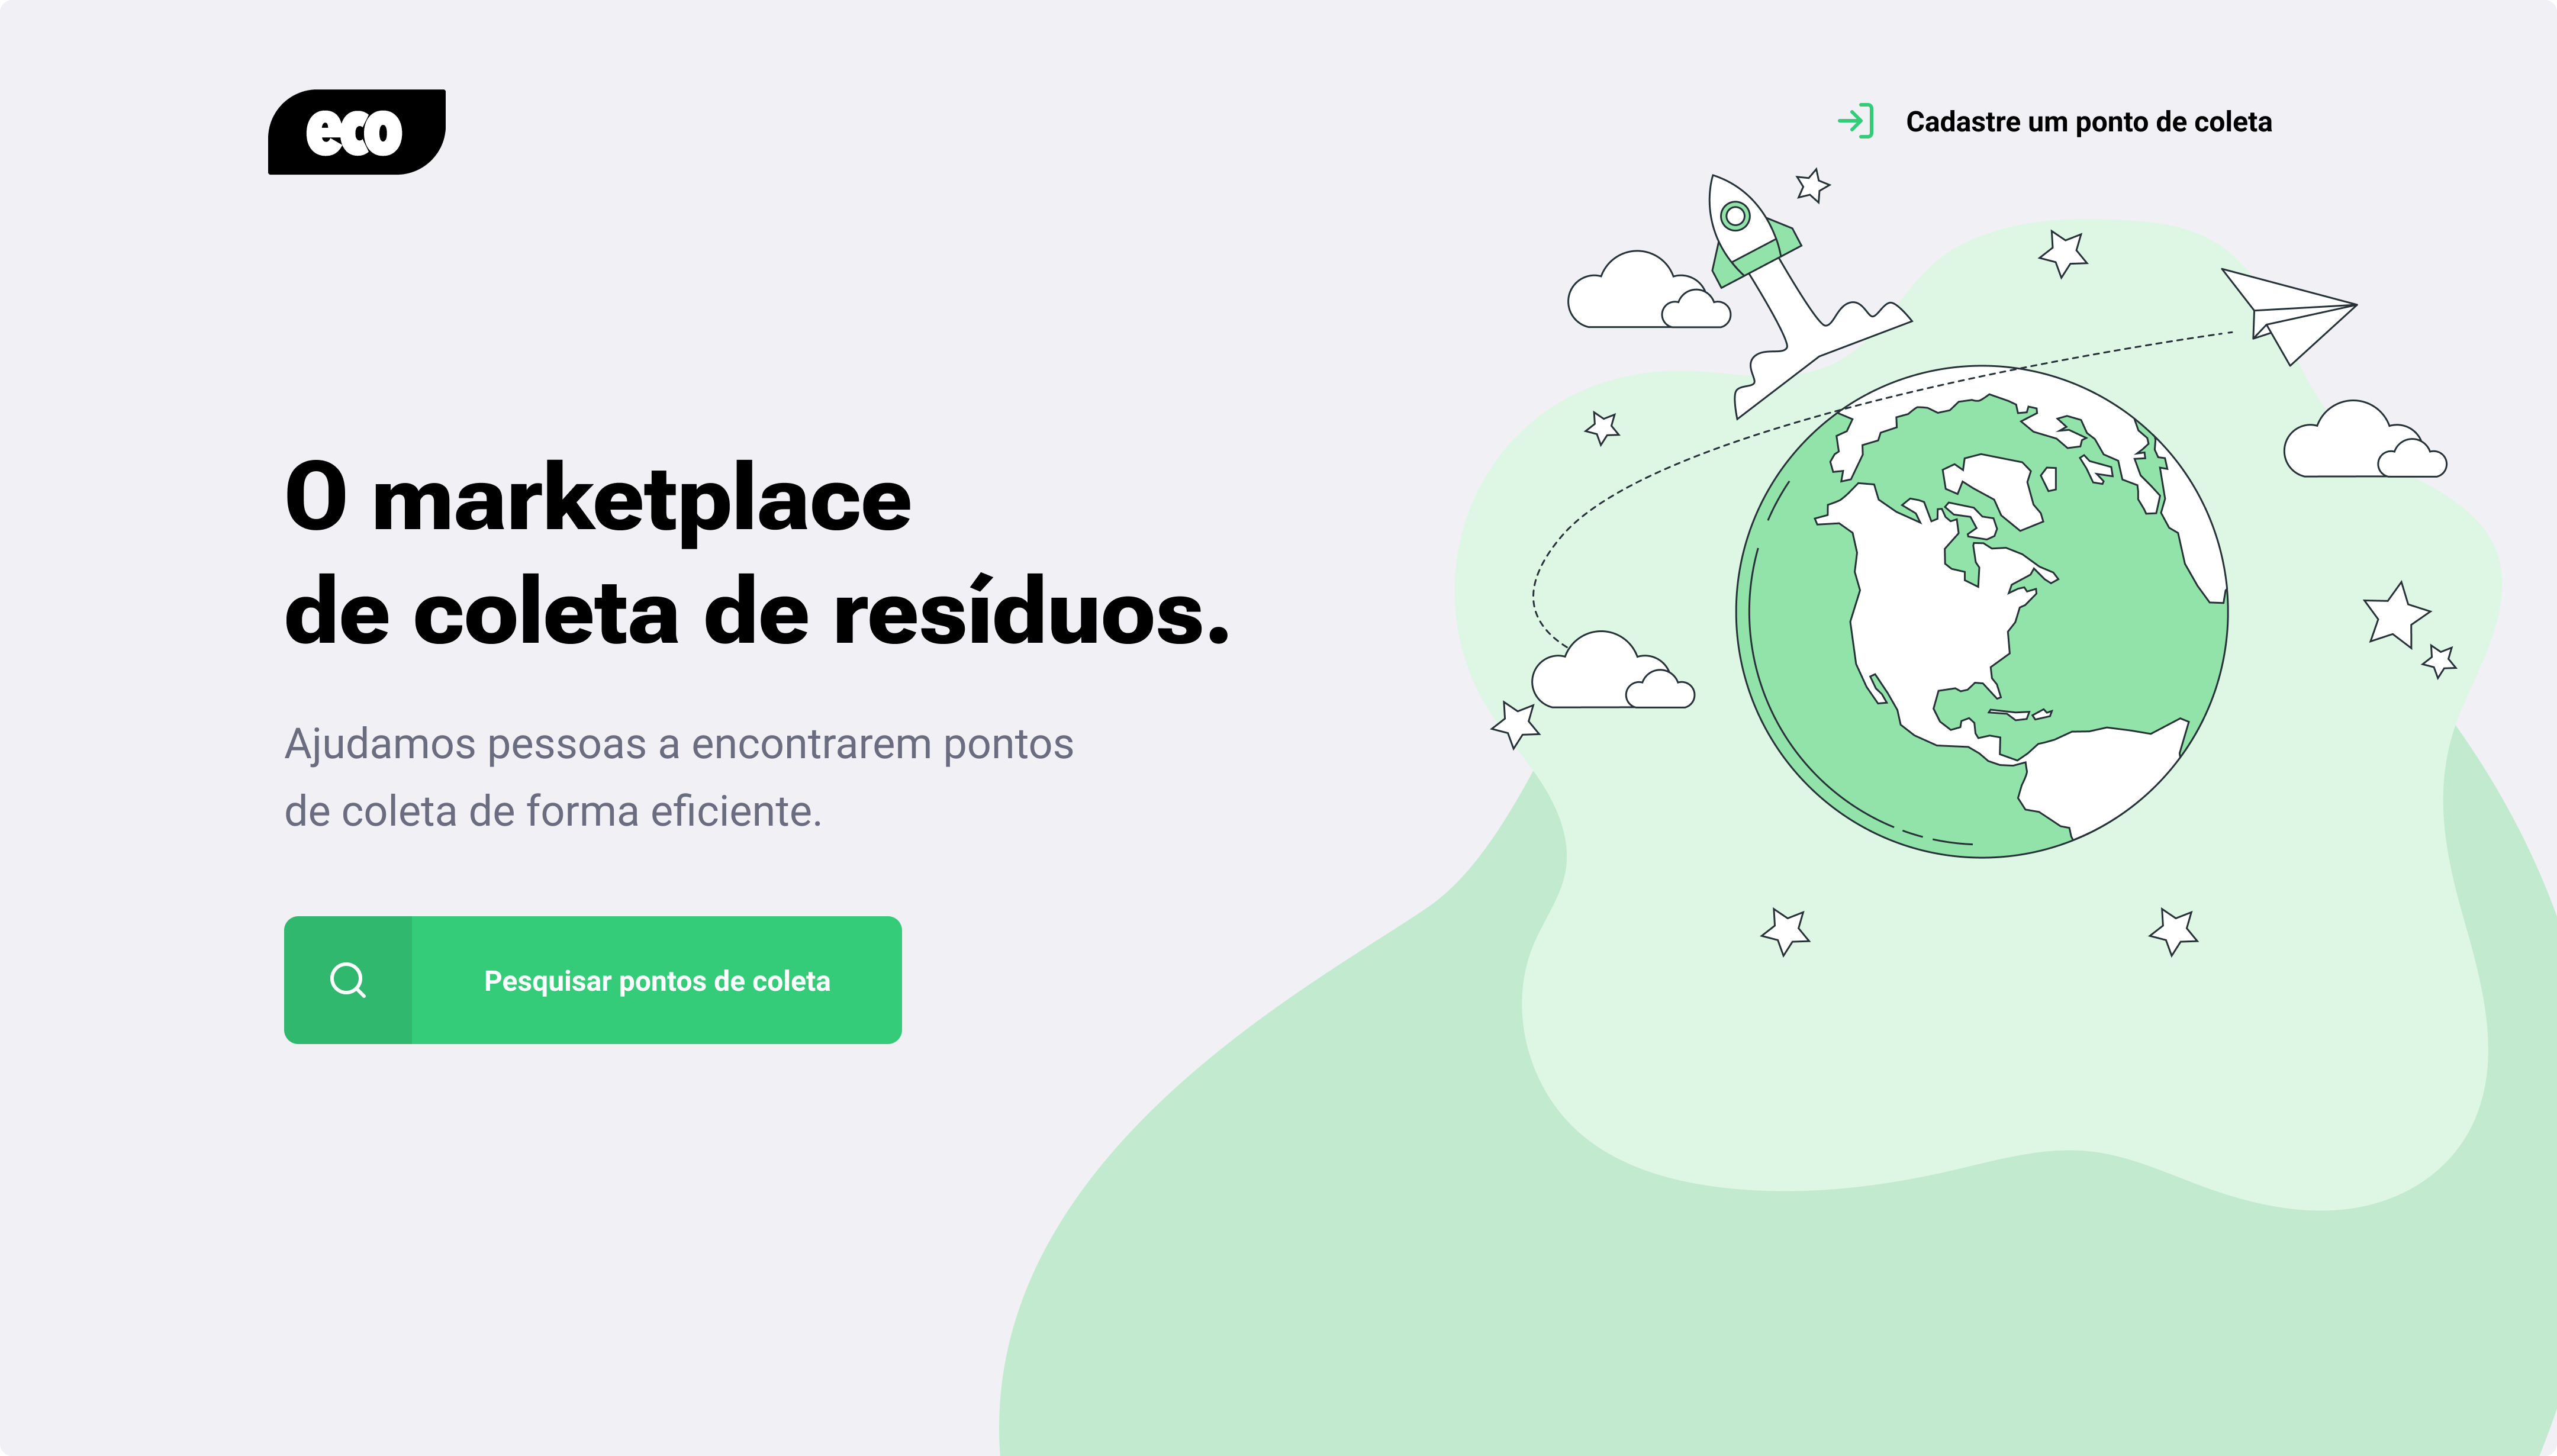 eco
Cadastre um ponto de coleta
O marketplace
de coleta de resíduos.
Ajudamos pessoas a encontrarem pontos
de coleta de forma eficiente.
Pesquisar pontos de coleta